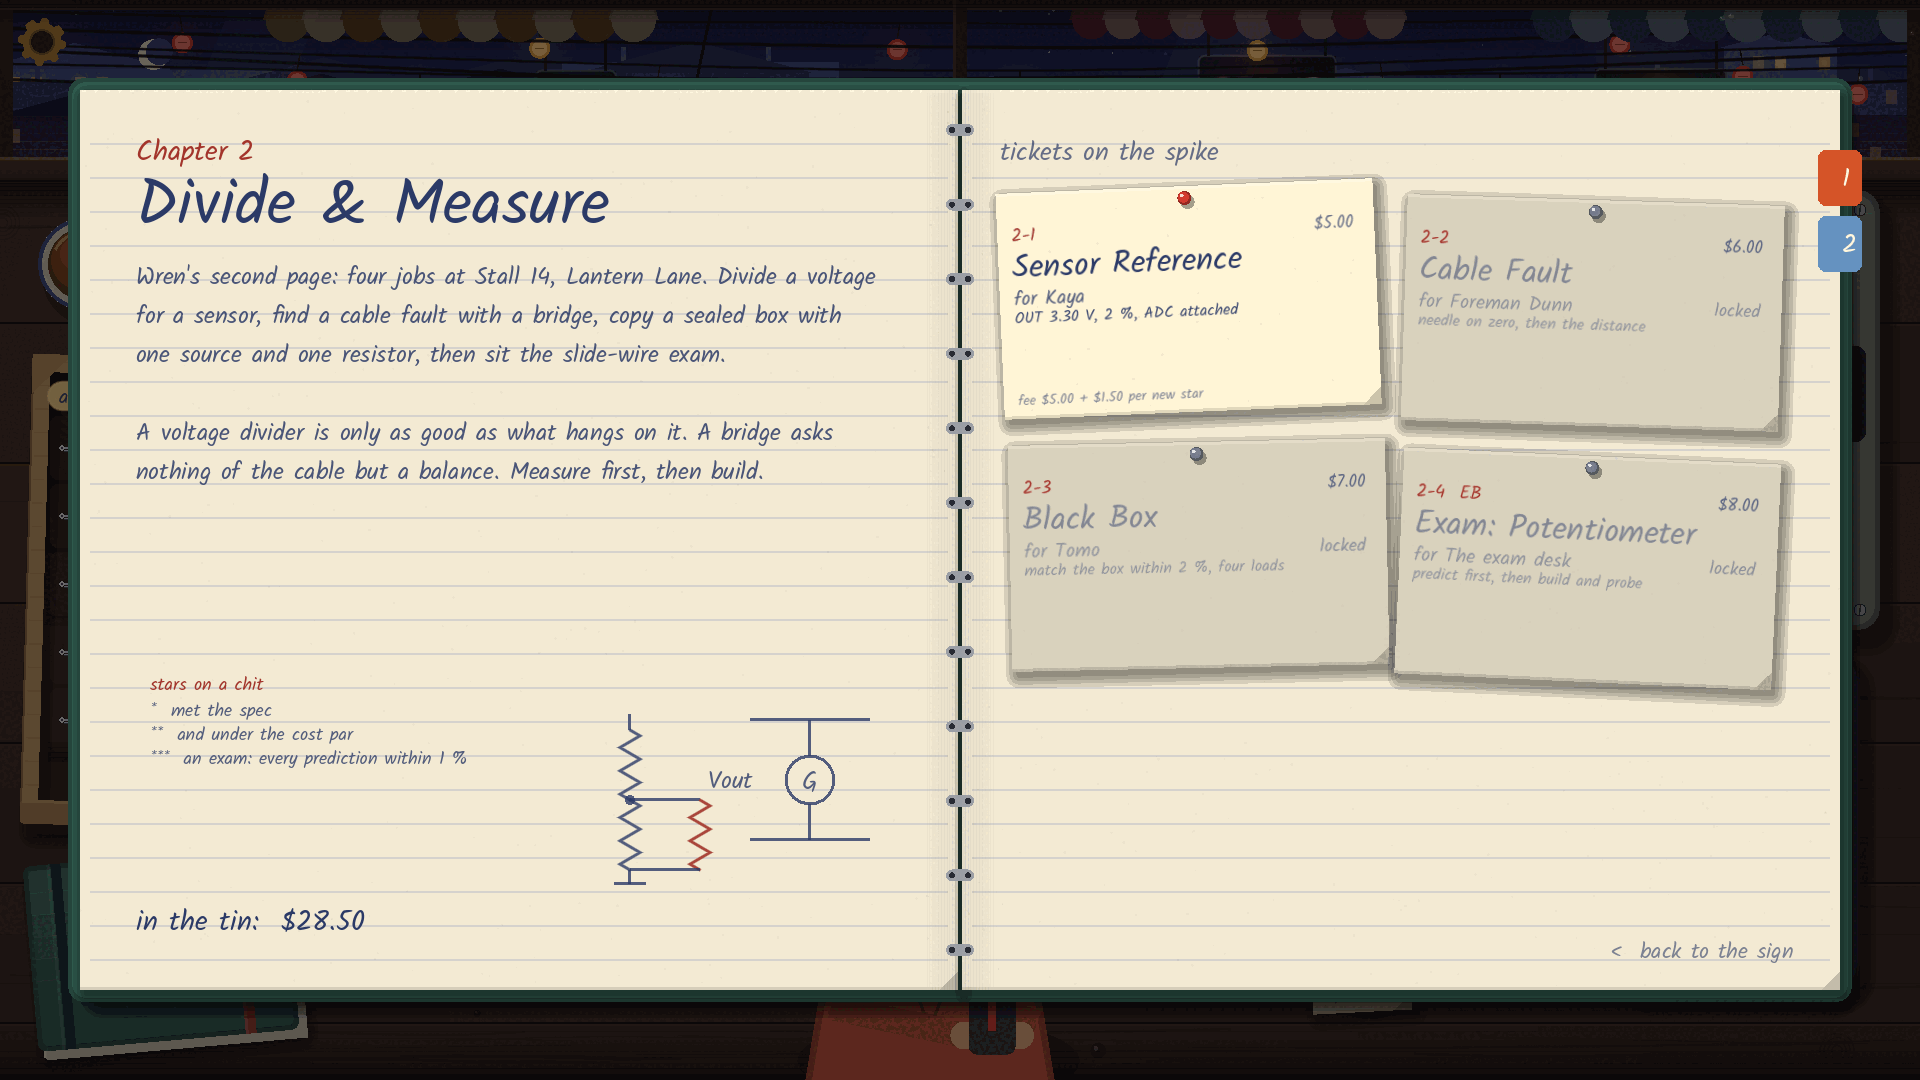 Chapter 2
Divide & Measure
Wren's second page: four jobs at Stall 14, Lantern Lane. Divide a voltage
for a sensor, find a cable fault with a bridge, copy a sealed box with
one source and one resistor, then sit the slide-wire exam.
A voltage divider is only as good as what hangs on it. A bridge asks
nothing of the cable but a balance. Measure first, then build.
stars on a chit
* met the spec
** and under the cost par
*** an exam: every prediction within 1 %
Vout
G
in the tin: $28.50
tickets on the spike
2-1
$5.00
Sensor Reference
for Kaya
OUT 3.30 V, 2 %, ADC attached
fee $5.00 + $1.50 per new star
2-2
$6.00
Cable Fault
for Foreman Dunn
locked
needle on zero, then the distance
2-3
$7.00
Black Box
for Tomo
locked
match the box within 2 %, four loads
2-4 EB
$8.00
Exam: Potentiometer
for The exam desk
locked
predict first, then build and probe
1
2
< back to the sign